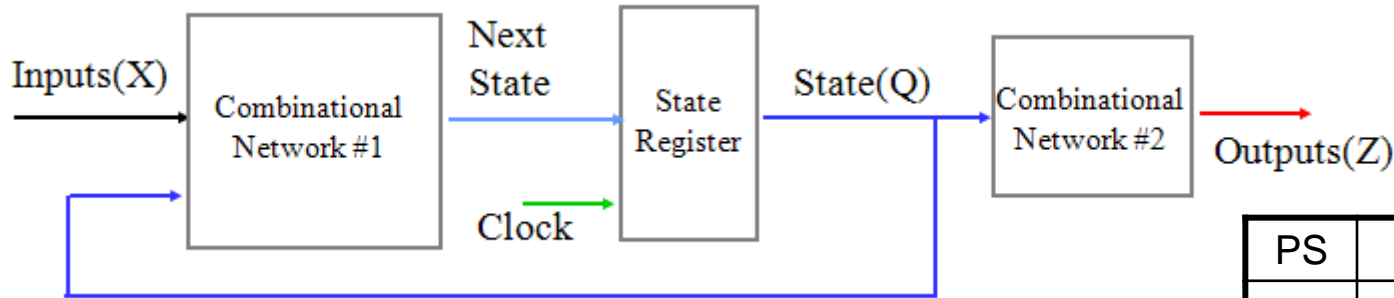 Inputs(X)
Combinational
Network #1
Next
State
State
Register
Clock
State(Q)
Combinational
Network #2
Outputs(Z)
PS